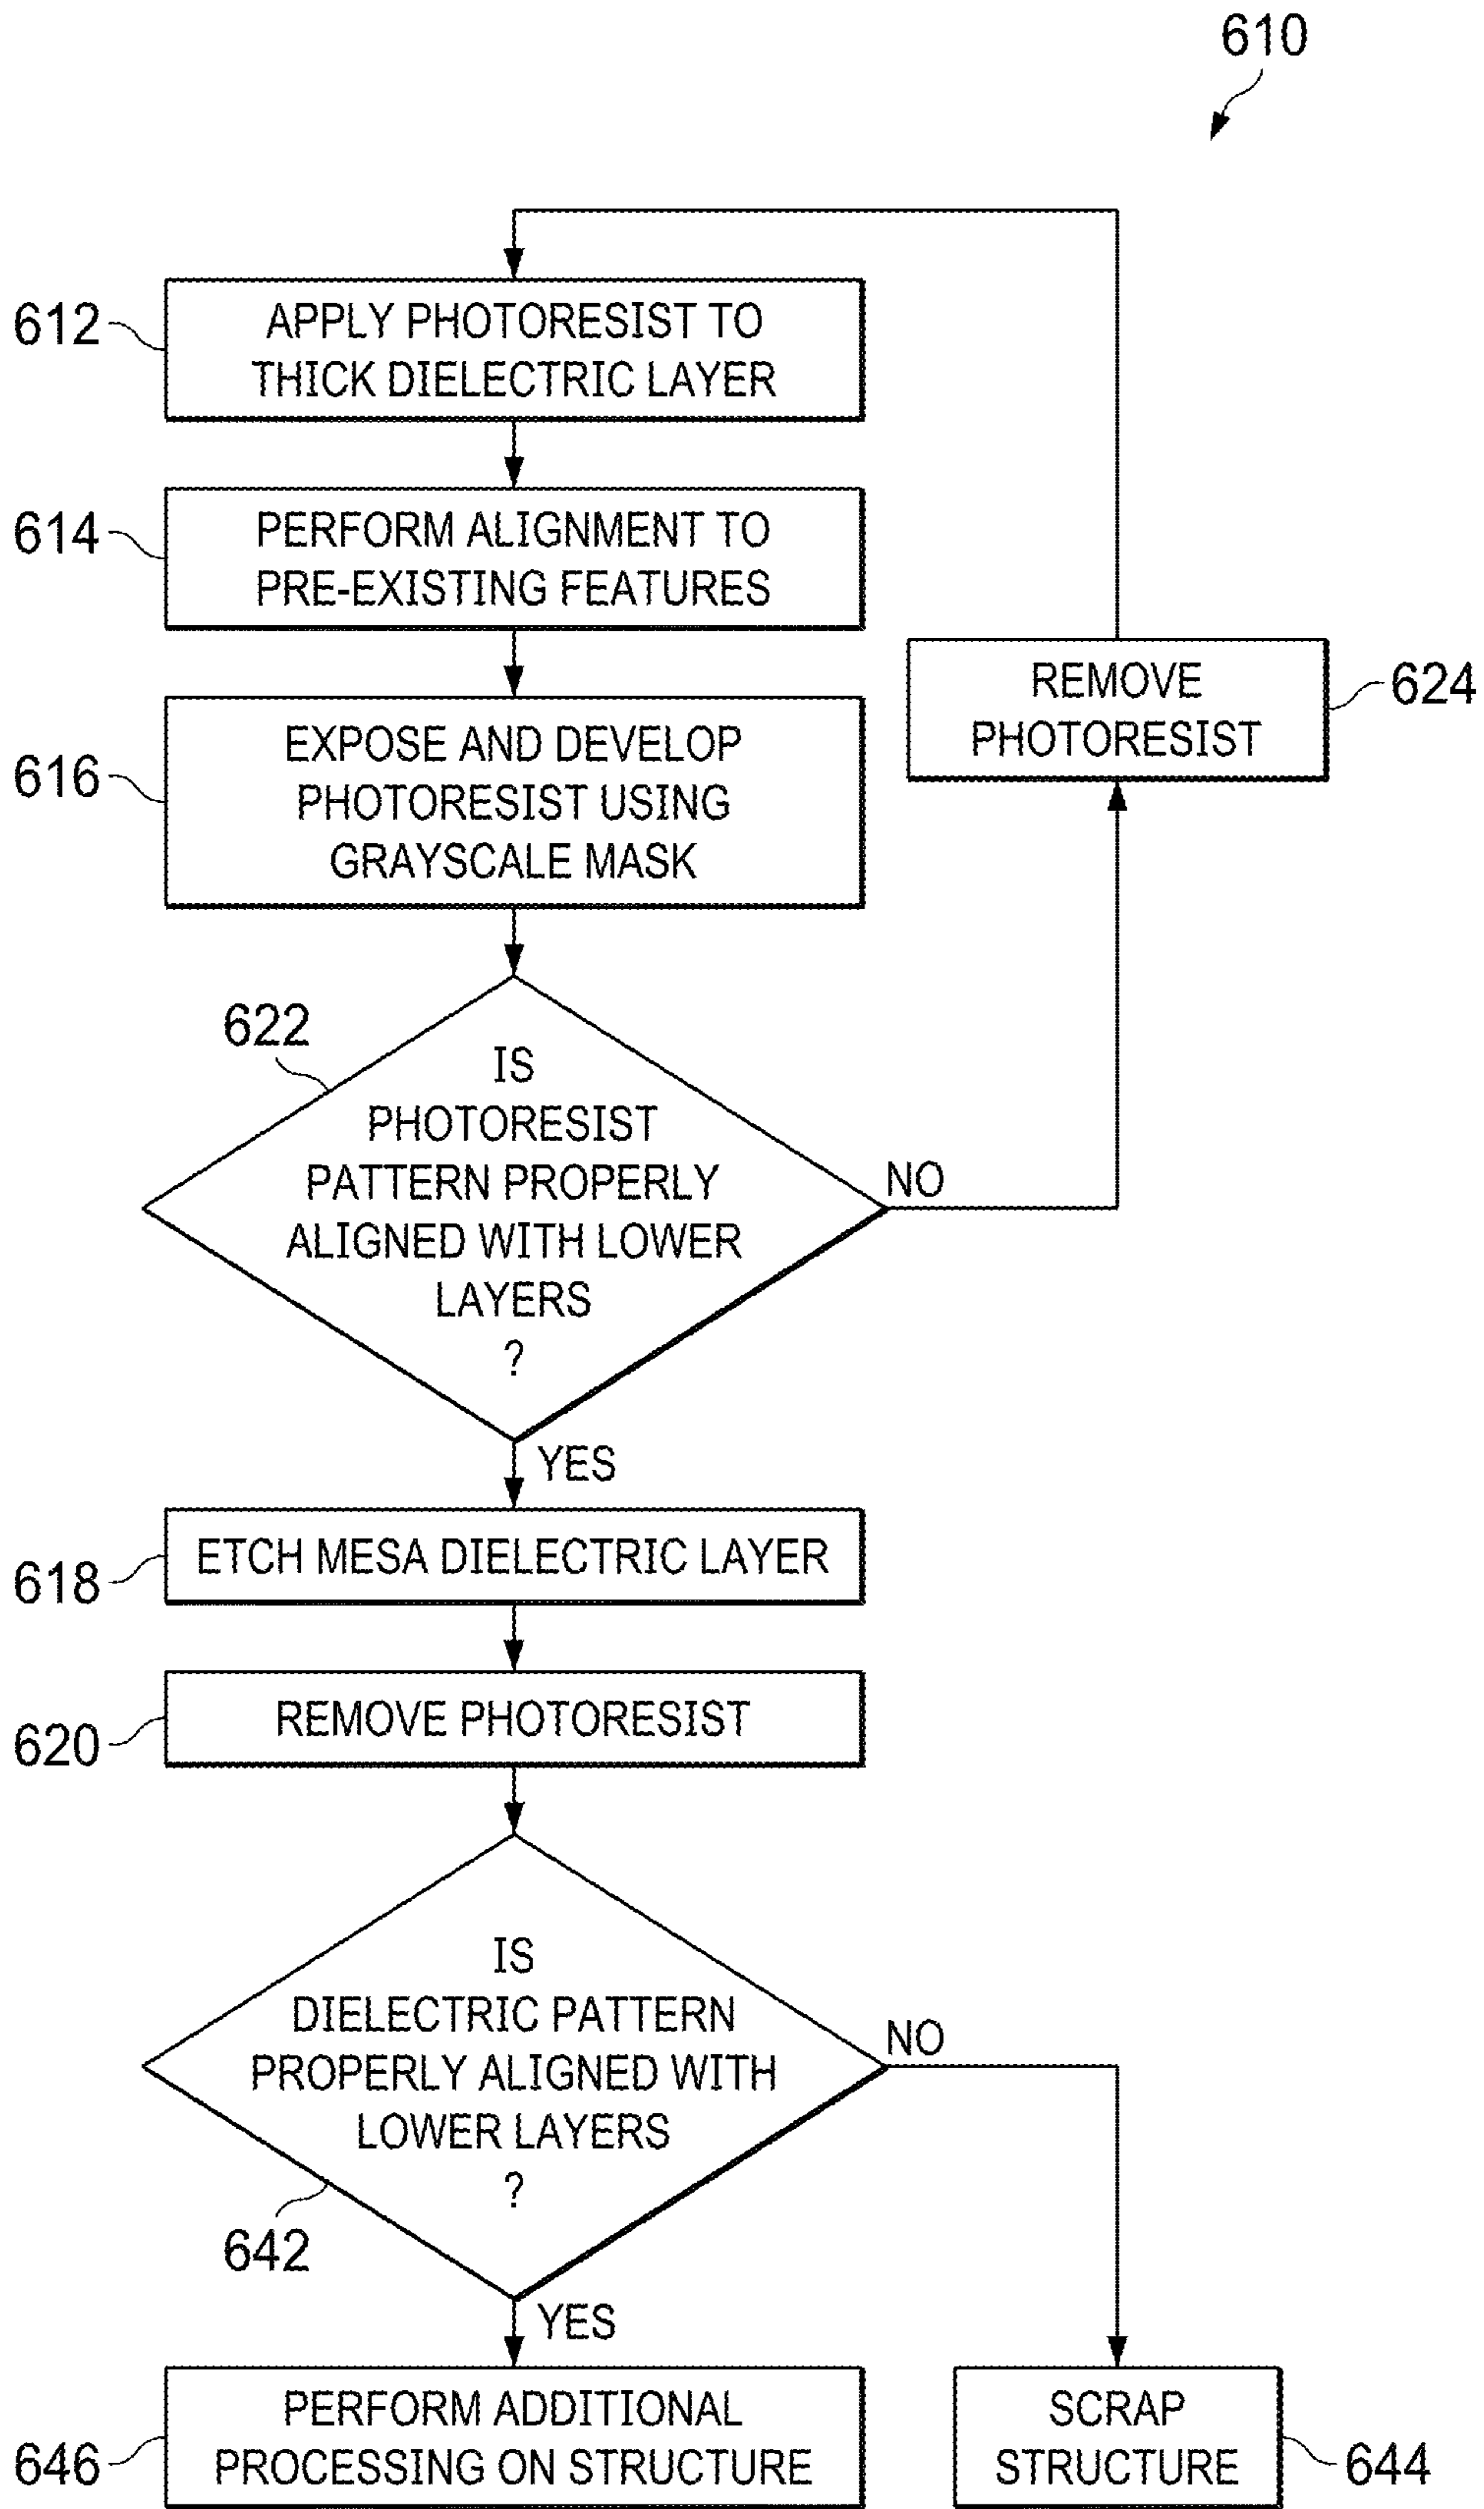 610
612
APPLY PHOTORESIST TO
THICK DIELECTRIC LAYER
614
PERFORM ALIGNMENT TO
PRE-EXISTING FEATURES
616
EXPOSE AND DEVELOP
PHOTORESIST USING
GRAYSCALE MASK
REMOVE
PHOTORESIST
624
622
IS
PHOTORESIST
PATTERN PROPERLY
ALIGNED WITH LOWER
LAYERS
?
NO
YES
618
ETCH MESA DIELECTRIC LAYER
620
REMOVE PHOTORESIST
IS
DIELECTRIC PATTERN
PROPERLY ALIGNED WITH
LOWER LAYERS
?
642
NO
YES
646
PERFORM ADDITIONAL
PROCESSING ON STRUCTURE
SCRAP
STRUCTURE
644